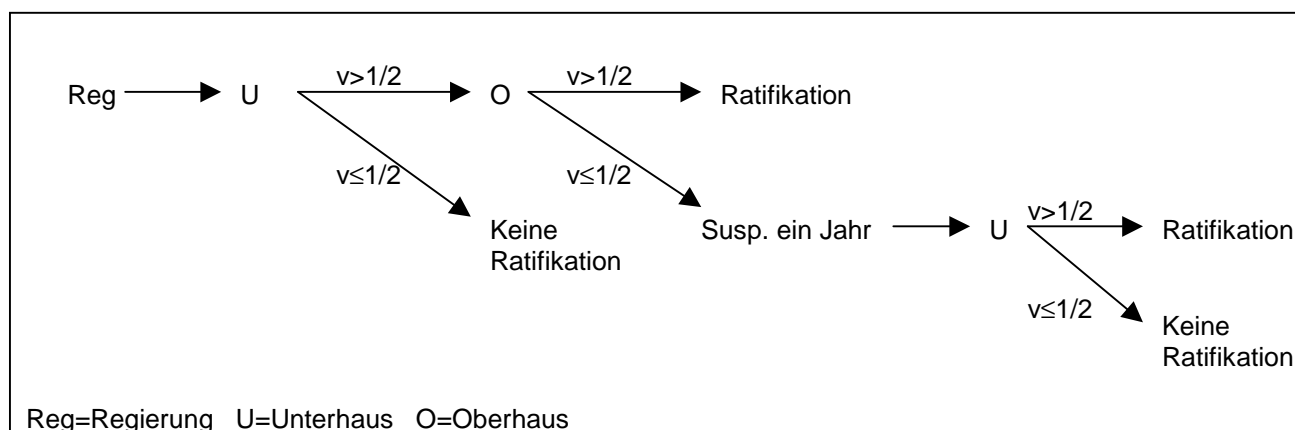 v>1/2
v>1/2
Reg
U
O
Ratifikation
v≤1/2
v≤1/2
Keine
Ratifikation
Susp. ein Jahr
U
v>1/2
Ratifikation
v≤1/2
Keine
Ratifikation
Reg=Regierung U=Unterhaus O=Oberhaus